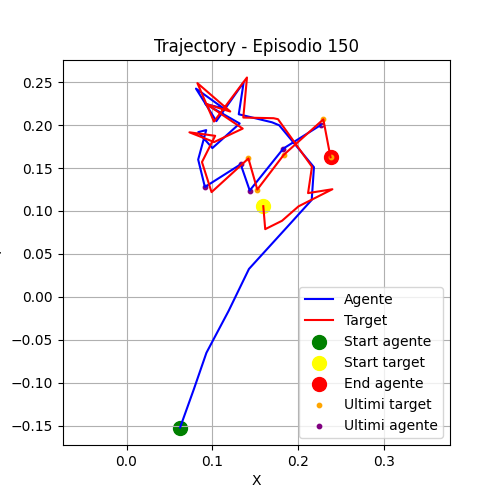 Trajectory - Episodio 150
0.25
0.20
0.15
0.10
0.05
0.00
−0.05
−0.10
−0.15
0.0
0.1
0.2
0.3
X
Agente
Target
Start agente
Start target
End agente
Ultimi target
Ultimi agente